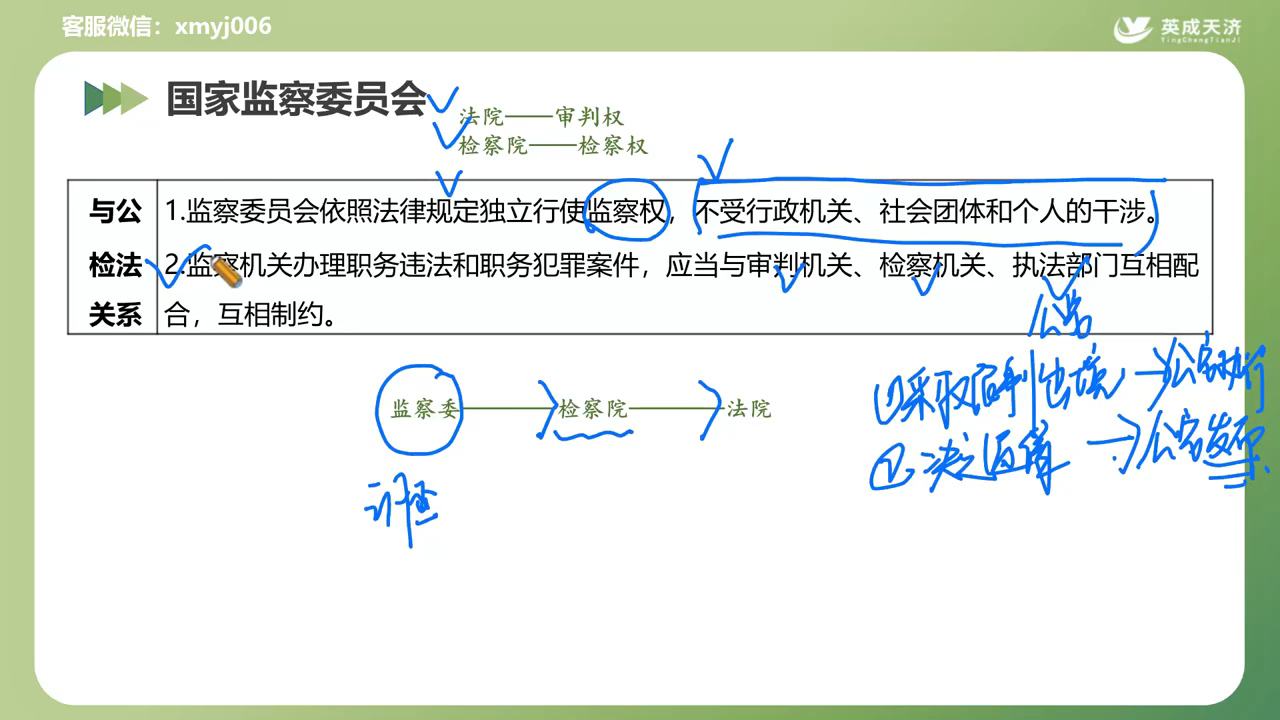 客服微信：xmyj006
英成天济
YingChengTianJi
国家监察委员会
法院——审判权
检察院——检察权
与公检法关系
1.监察委员会依照法律规定独立行使监察权，不受行政机关、社会团体和个人的干涉。
2.监察机关办理职务违法和职务犯罪案件，应当与审判机关、检察机关、执法部门互相配
合，互相制约。
公安
①采取限制出境→公安执行
②决定通缉→公安发布
监察委——检察院——法院
调查